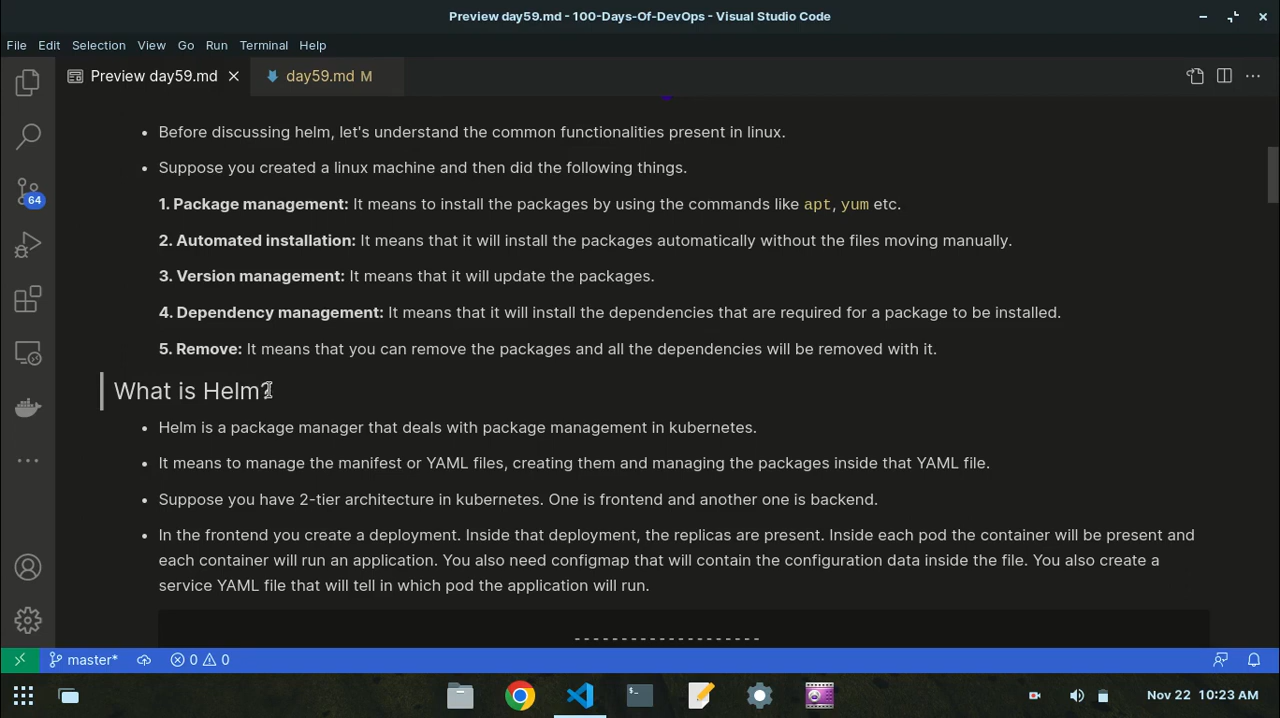 Preview day59.md - 100-Days-Of-DevOps - Visual Studio Code
File Edit Selection View Go Run Terminal Help
Preview day59.md day59.md M
• Before discussing helm, let's understand the common functionalities present in linux.
• Suppose you created a linux machine and then did the following things.
1. Package management: It means to install the packages by using the commands like apt, yum etc.
2. Automated installation: It means that it will install the packages automatically without the files moving manually.
3. Version management: It means that it will update the packages.
4. Dependency management: It means that it will install the dependencies that are required for a package to be installed.
5. Remove: It means that you can remove the packages and all the dependencies will be removed with it.
What is Helm?
• Helm is a package manager that deals with package management in kubernetes.
• It means to manage the manifest or YAML files, creating them and managing the packages inside that YAML file.
• Suppose you have 2-tier architecture in kubernetes. One is frontend and another one is backend.
• In the frontend you create a deployment. Inside that deployment, the replicas are present. Inside each pod the container will be present and
each container will run an application. You also need configmap that will contain the configuration data inside the file. You also create a
service YAML file that will tell in which pod the application will run.
-------------------
64
master* 0 0
Nov 22 10:23 AM